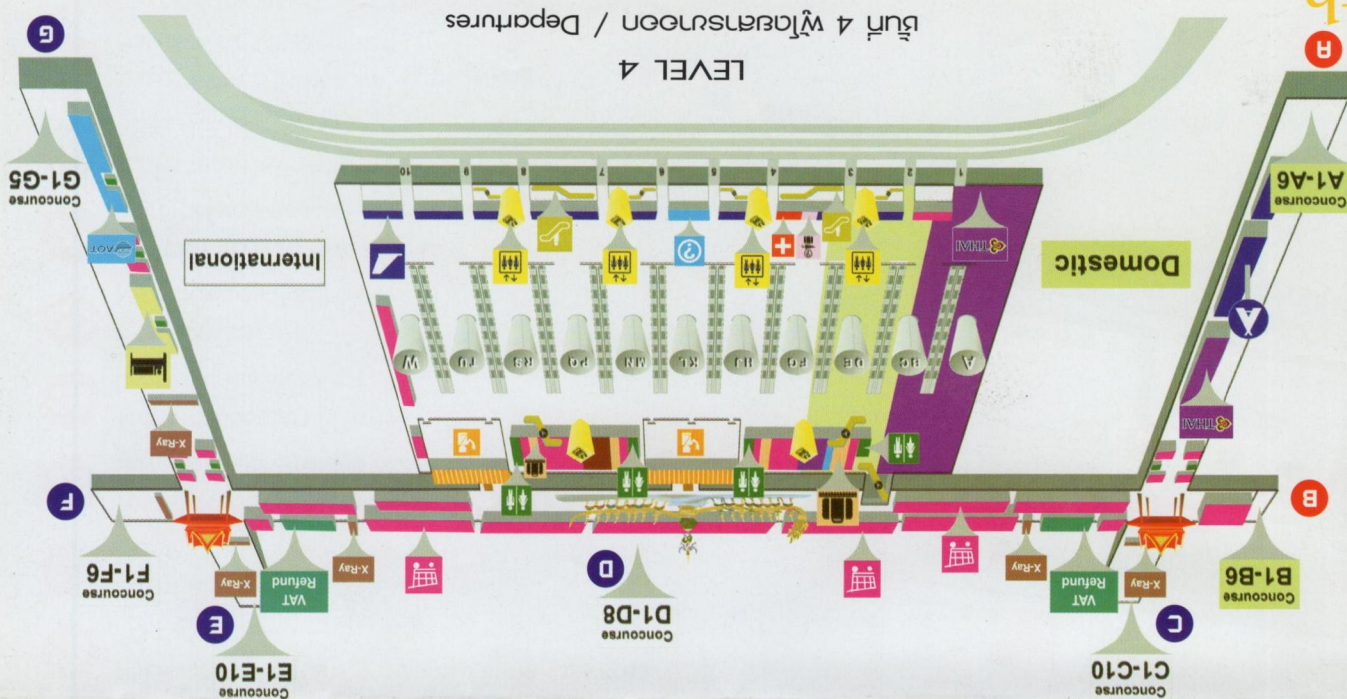 Concourse
C1-C10
Concourse
E1-E10
C
E
Concourse
D1-D8
D
Concourse
B1-B6
B
X-Ray
VAT
Refund
X-Ray
X-Ray
VAT
Refund
X-Ray
Concourse
F1-F6
F
X-Ray
THAI
A
BC
DE
FG
HJ
KL
MN
PQ
RS
TU
W
Domestic
International
THAI
AOT
Concourse
A1-A6
Concourse
G1-G5
1
2
3
4
5
6
7
8
9
10
A
G
LEVEL 4
ชั้นที่ 4 ผู้โดยสารขาออก / Departures